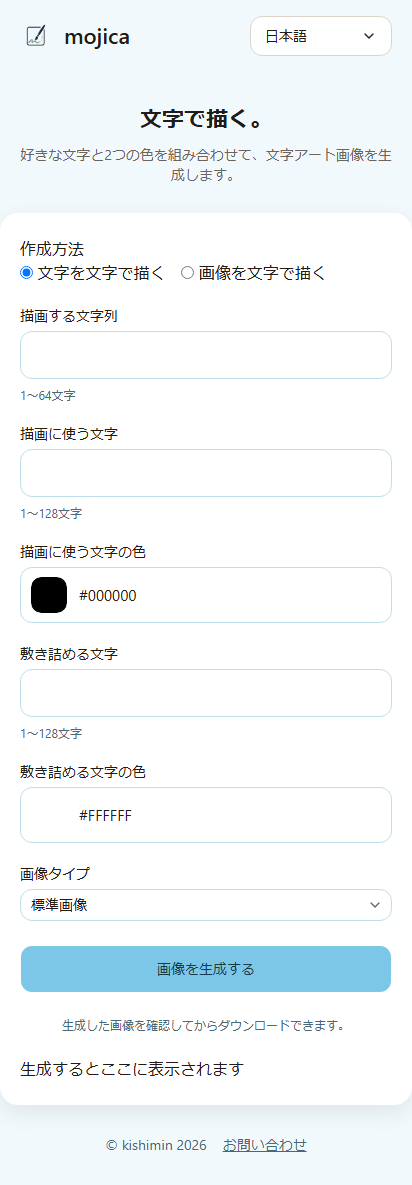 mojica
日本語
文字で描く。
好きな文字と2つの色を組み合わせて、文字アート画像を生
成します。
作成方法
文字を文字で描く 画像を文字で描く
描画する文字列
1〜64文字
描画に使う文字
1〜128文字
描画に使う文字の色
#000000
敷き詰める文字
1〜128文字
敷き詰める文字の色
#FFFFFF
画像タイプ
標準画像
画像を生成する
生成した画像を確認してからダウンロードできます。
生成するとここに表示されます
© kishimin 2026 お問い合わせ